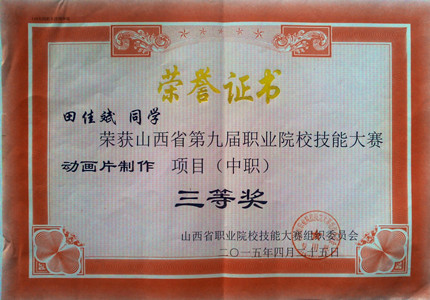 荣誉证书
田佳斌 同学
荣获山西省第九届职业院校技能大赛
动画片制作 项目（中职）
三等奖
山西省职业院校技能大赛组织委员会
二〇一五年四月二十五日